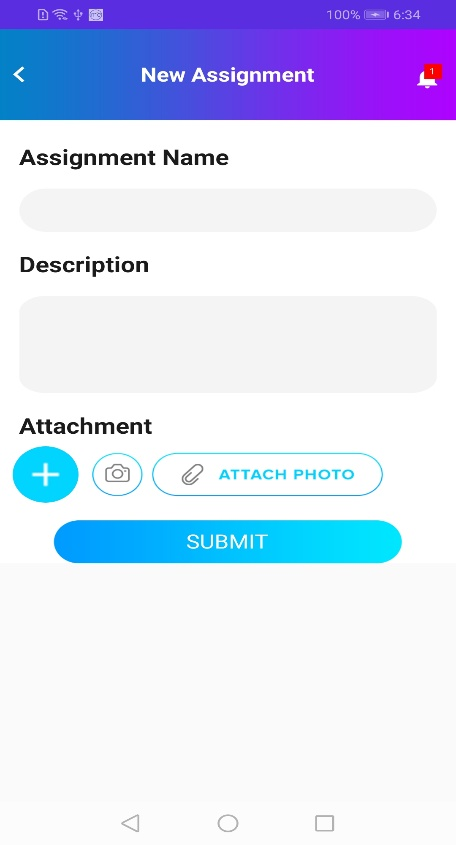 100% 6:34
New Assignment
1
Assignment Name
Description
Attachment
ATTACH PHOTO
SUBMIT